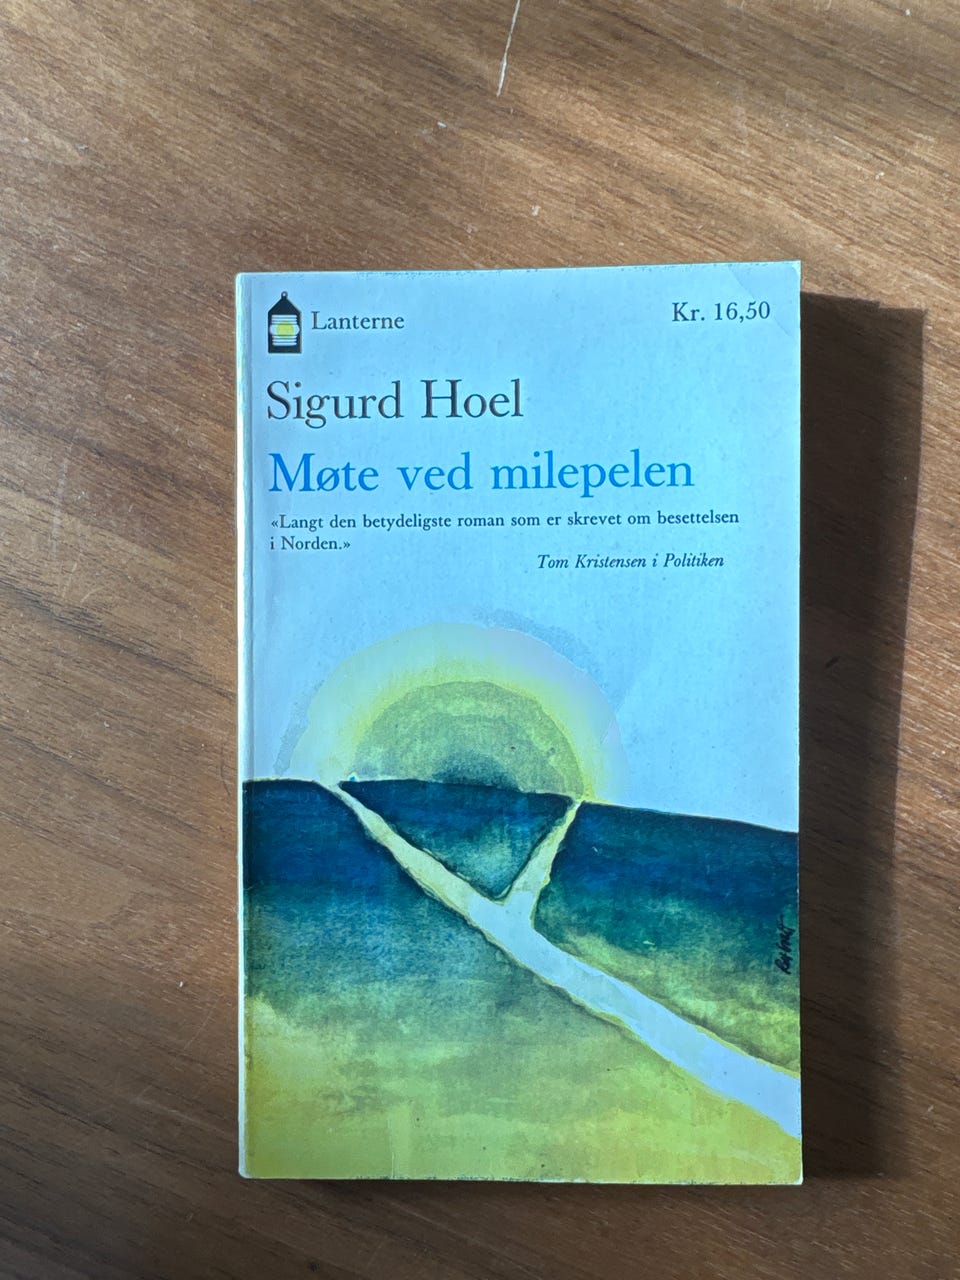 Lanterne
Kr. 16,50
Sigurd Hoel
Møte ved milepelen
«Langt den betydeligste roman som er skrevet om besettelsen
i Norden.»
Tom Kristensen i Politiken